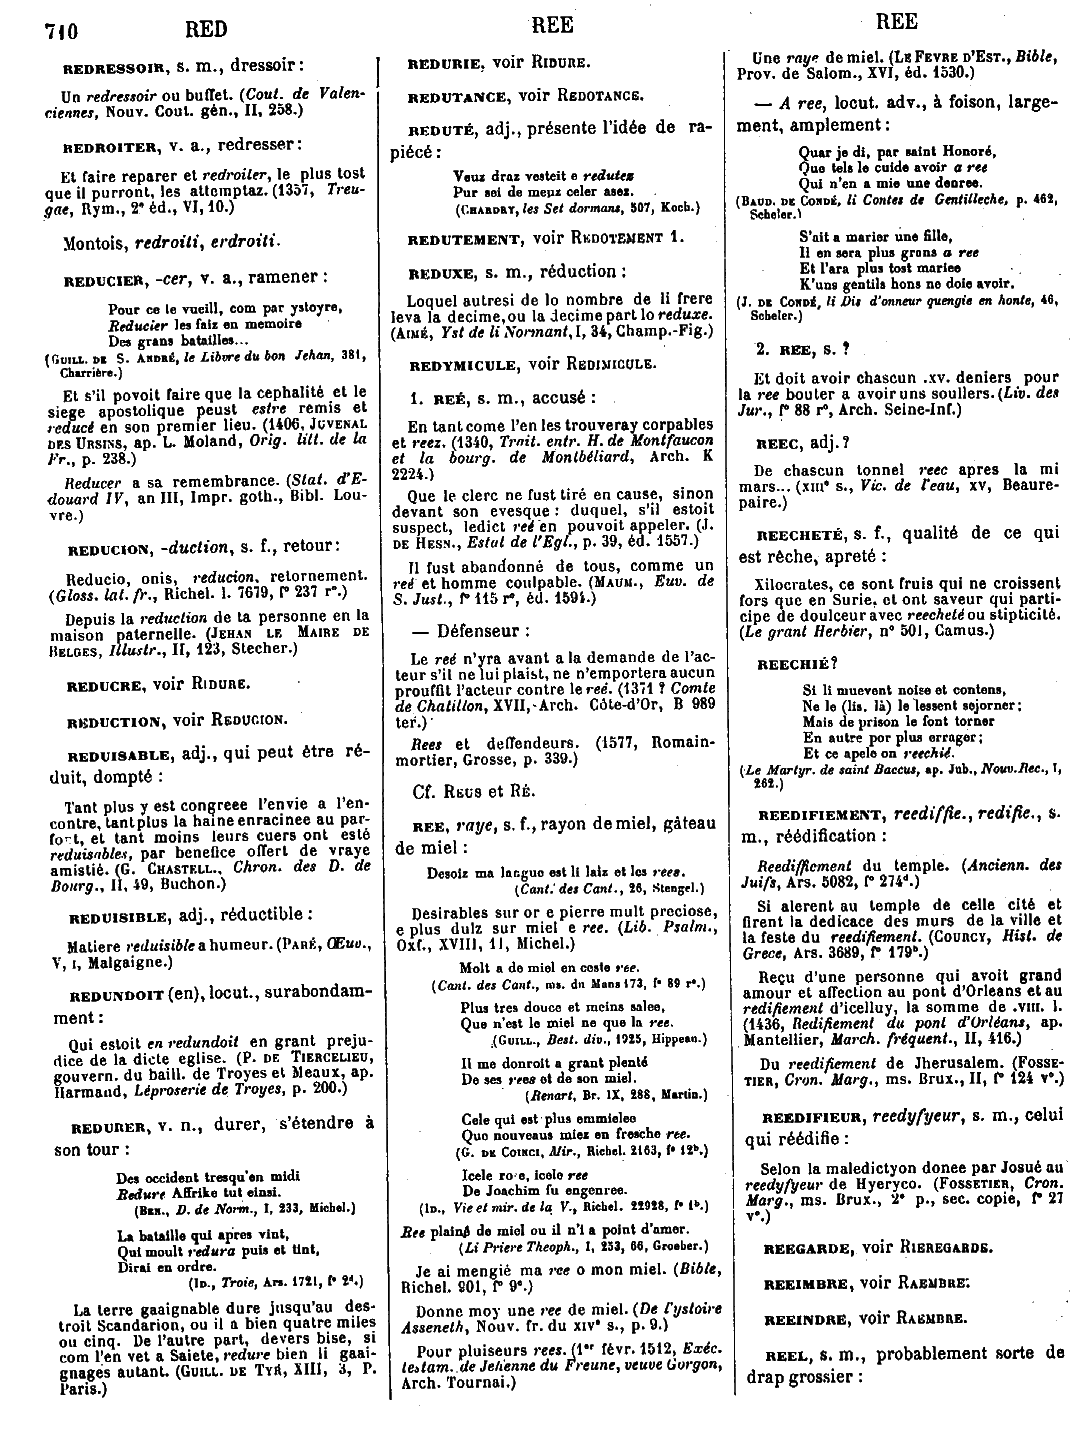 710
RED
REE
REE
REDRESSOIR, s. m., dressoir :
Un redressoir ou buffet. (Cout. de Valen-
ciennes, Nouv. Cout. gén., II, 258.)
REDROITER, v. a., redresser :
Et faire reparer et redroiter, le plus tost
que il purront, les attemptaz. (1357, Treu-
gae, Rym., 2e éd., VI, 10.)
Montois, redroiti, erdroiti.
REDUCIER, -cer, v. a., ramener :
Pour ce le vueill, com par ystoyre,
Reducier les faiz en memoire
Des grans batailles...
(GUILL. DE S. ANDRÉ, le Libvre du bon Jehan, 381,
Charrière.)
Et s'il povoit faire que la cephalité et le
siege apostolique peust estre remis et
reducé en son premier lieu. (1406, JUVENAL
DES URSINS, ap. L. Moland, Orig. litt. de la
Fr., p. 238.)
Reducer a sa remembrance. (Stat. d'E-
douard IV, an III, Impr. goth., Bibl. Lou-
vre.)
REDUCION, -duction, s. f., retour :
Reducio, onis, reducion, retornement.
(Gloss. lat. fr., Richel. l. 7679, f° 237 r°.)
Depuis la reduction de ta personne en la
maison paternelle. (JEHAN LE MAIRE DE
BELGES, Illustr., II, 123, Stecher.)
REDUCRE, voir RIDURE.
REDUCTION, voir REDUCION.
REDUISABLE, adj., qui peut être ré-
duit, dompté :
Tant plus y est congreee l'envie a l'en-
contre, tant plus la haine enracinee au par-
fort, et tant moins leurs cuers ont esté
reduisables, par benefice offert de vraye
amistié. (G. CHASTELL., Chron. des D. de
Bourg., II, 49, Buchon.)
REDUISIBLE, adj., réductible :
Matiere reduisible a humeur. (PARÉ, Œuv.,
V, I, Malgaigne.)
REDUNDOIT (en), locut., surabondam-
ment :
Qui estoit en redundoit en grant preju-
dice de la dicte eglise. (P. DE TIERCELIEU,
gouvern. du baill. de Troyes et Meaux, ap.
Harmand, Léproserie de Troyes, p. 200.)
REDURER, v. n., durer, s'étendre à
son tour :
Des occident tresqu'en midi
Redure Affrike tut einsi.
(BEN., D. de Norm., I, 233, Michel.)
La bataille qui apres vint,
Qui moult redura puis et tint,
Dirai en ordre.
(ID., Troie, Ars. 1721, f° 2d.)
La terre gaaignable dure jusqu'au des-
troit Scandarion, ou il a bien quatre miles
ou cinq. De l'autre part, devers bise, si
com l'en vet a Saiete, redure bien li gaai-
gnages autant. (GUILL. DE TYR, XIII, 3, P.
Paris.)
REDURIE, voir RIDURE.
REDUTANCE, voir REDOTANCE.
REDUTÉ, adj., présente l'idée de ra-
piécé :
Veuz draz vesteit e redutez
Pur sei de meuz celer asez.
(CHARDRY, les Set dormans, 507, Koch.)
REDUTEMENT, voir REDOTEMENT 1.
REDUXE, s. m., réduction :
Loquel autresi de lo nombre de li frere
leva la decime, ou la decime part lo reduxe.
(AIMÉ, Yst de li Normant, I, 34, Champ.-Fig.)
REDYMICULE, voir REDIMICULE.
1. REÉ, s. m., accusé :
En tant come l'en les trouveray corpables
et reez. (1340, Trait. entr. H. de Montfaucon
et la bourg. de Montbéliard, Arch. K
2224.)
Que le clerc ne fust tiré en cause, sinon
devant son evesque : duquel, s'il estoit
suspect, ledict reé en pouvoit appeler. (J.
DE HESN., Estat de l'Egl., p. 39, éd. 1557.)
Il fust abandonné de tous, comme un
reé et homme coulpable. (MAUM., Euv. de
S. Just., f° 115 r°, éd. 1594.)
— Défenseur :
Le reé n'yra avant a la demande de l'ac-
teur s'il ne lui plaist, ne n'emportera aucun
prouffit l'acteur contre le reé. (1371 ? Comte
de Chatillon, XVII, Arch. Côte-d'Or, B 989
ter.)
Rees et deffendeurs. (1577, Romain-
mortier, Grosse, p. 339.)
Cf. REUS et RÉ.
REE, raye, s. f., rayon de miel, gâteau
de miel :
Desoiz ma langue est li laiz et les rees.
(Cant. des Cant., 26, Stengel.)
Desirables sur or e pierre mult preciose,
e plus dulz sur miel e ree. (Lib. Psalm.,
Oxf., XVIII, 11, Michel.)
Molt a de miel en ceste ree.
(Cant. des Cant., ms. du Mans 173, f° 89 r°.)
Plus tres douce et meins salee,
Que n'est le miel ne que la ree.
(GUILL., Best. div., 1925, Hippeau.)
Il me donroit a grant plenté
De ses rees et de son miel.
(Renart, Br. IX, 288, Martin.)
Cele qui est plus emmielee
Que nouveaus miez en fresche ree.
(G. DE COINCI, Mir., Richel. 2163, f° 12b.)
Icele rose, icele ree
De Joachim fu engenree.
(ID., Vie et mir. de la V., Richel. 22928, f° 1b.)
Ree plaine de miel ou il n'i a point d'amer.
(Li Priere Theoph., I, 253, 66, Groeber.)
Je ai mengié ma ree o mon miel. (Bible,
Richel. 901, f° 9c.)
Donne moy une ree de miel. (De l'ystoire
Asseneth, Nouv. fr. du XIVe s., p. 9.)
Pour pluiseurs rees. (1er févr. 1512, Exéc.
testam. de Jehenne du Freune, veuve Gorgon,
Arch. Tournai.)
Une raye de miel. (LE FEVRE D'EST., Bible,
Prov. de Salom., XVI, éd. 1530.)
— A ree, locut. adv., à foison, large-
ment, amplement :
Quar je di, par saint Honoré,
Que tels le cuide avoir a ree
Qui n'en a mie une denree.
(BAUD. DE CONDÉ, li Contes de Gentilleche, p. 462,
Scheler.)
S'ait a marier une fille,
Il en sera plus grans a ree
Et l'ara plus tost mariee
K'uns gentils hons ne doie avoir.
(J. DE CONDÉ, li Dis d'onneur quengie en honte, 46,
Scheler.)
2. REE, s. ?
Et doit avoir chascun .xv. deniers pour
la ree bouter a avoir uns soullers. (Liv. des
Jur., f° 88 r°, Arch. Seine-Inf.)
REEC, adj. ?
De chascun tonnel reec apres la mi
mars... (XIIIe s., Vic. de l'eau, XV, Beaure-
paire.)
REECHETÉ, s. f., qualité de ce qui
est rêche, apreté :
Xilocrates, ce sont fruis qui ne croissent
fors que en Surie, et ont saveur qui parti-
cipe de doulceur avec reecheté ou stipticité.
(Le grant Herbier, n° 501, Camus.)
REECHIÉ?
Si li muevent noise et contens,
Ne le (lis. là) le lessent sejorner ;
Mais de prison le font torner
En autre por plus errager ;
Et ce apele on reechié.
(Le Martyr. de saint Baccus, ap. Jub., Nouv. Rec., I,
262.)
REEDIFIEMENT, reediffie., redifie., s.
m., réédification :
Reedifficement du temple. (Ancienn. des
Juifs, Ars. 5082, f° 274d.)
Si alerent au temple de celle cité et
firent la dedicace des murs de la ville et
la feste du reedifiement. (COURCY, Hist. de
Grece, Ars. 3689, f° 179b.)
Reçu d'une personne qui avoit grand
amour et affection au pont d'Orleans et au
redifiement d'icelluy, la somme de .VIII. l.
(1436, Redifiement du pont d'Orléans, ap.
Mantellier, March. fréquent., II, 416.)
Du reedifiement de Jherusalem. (FOSSE-
TIER, Cron. Marg., ms. Brux., II, f° 124 v°.)
REEDIFIEUR, reedyfyeur, s. m., celui
qui réédifie :
Selon la maledictyon donee par Josué au
reedyfyeur de Hyeryco. (FOSSETIER, Cron.
Marg., ms. Brux., 2e p., sec. copie, f° 27
v°.)
REEGARDE, voir RIEREGARDE.
REEIMBRE, voir RAEMBRE.
REEINDRE, voir RAEMBRE.
REEL, s. m., probablement sorte de
drap grossier :